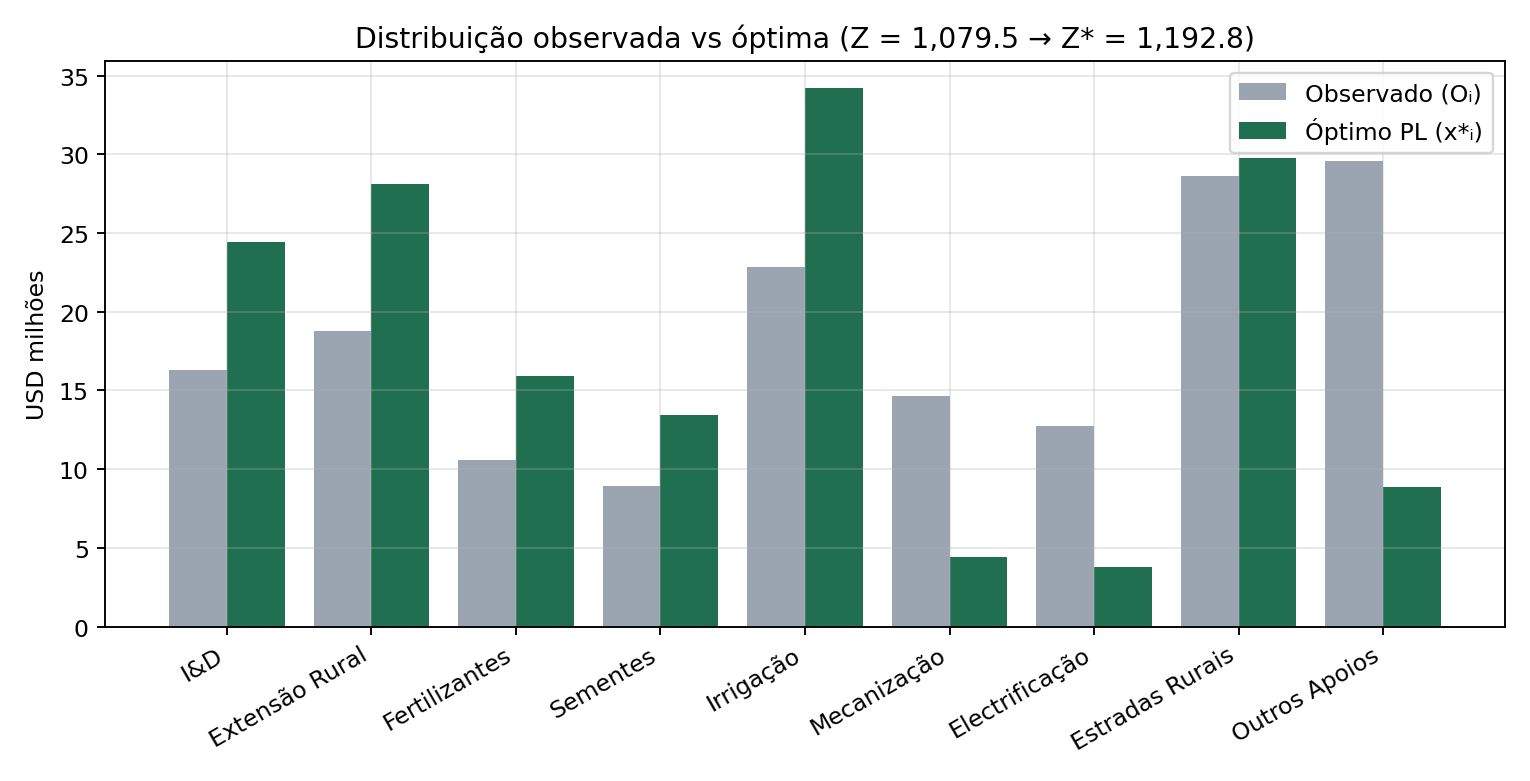 Distribuição observada vs óptima (Z = 1,079.5 → Z* = 1,192.8)
Observado (Oᵢ)
Óptimo PL (x*ᵢ)
USD milhões
35
30
25
20
15
10
5
0
I&D
Extensão Rural
Fertilizantes
Sementes
Irrigação
Mecanização
Electrificação
Estradas Rurais
Outros Apoios